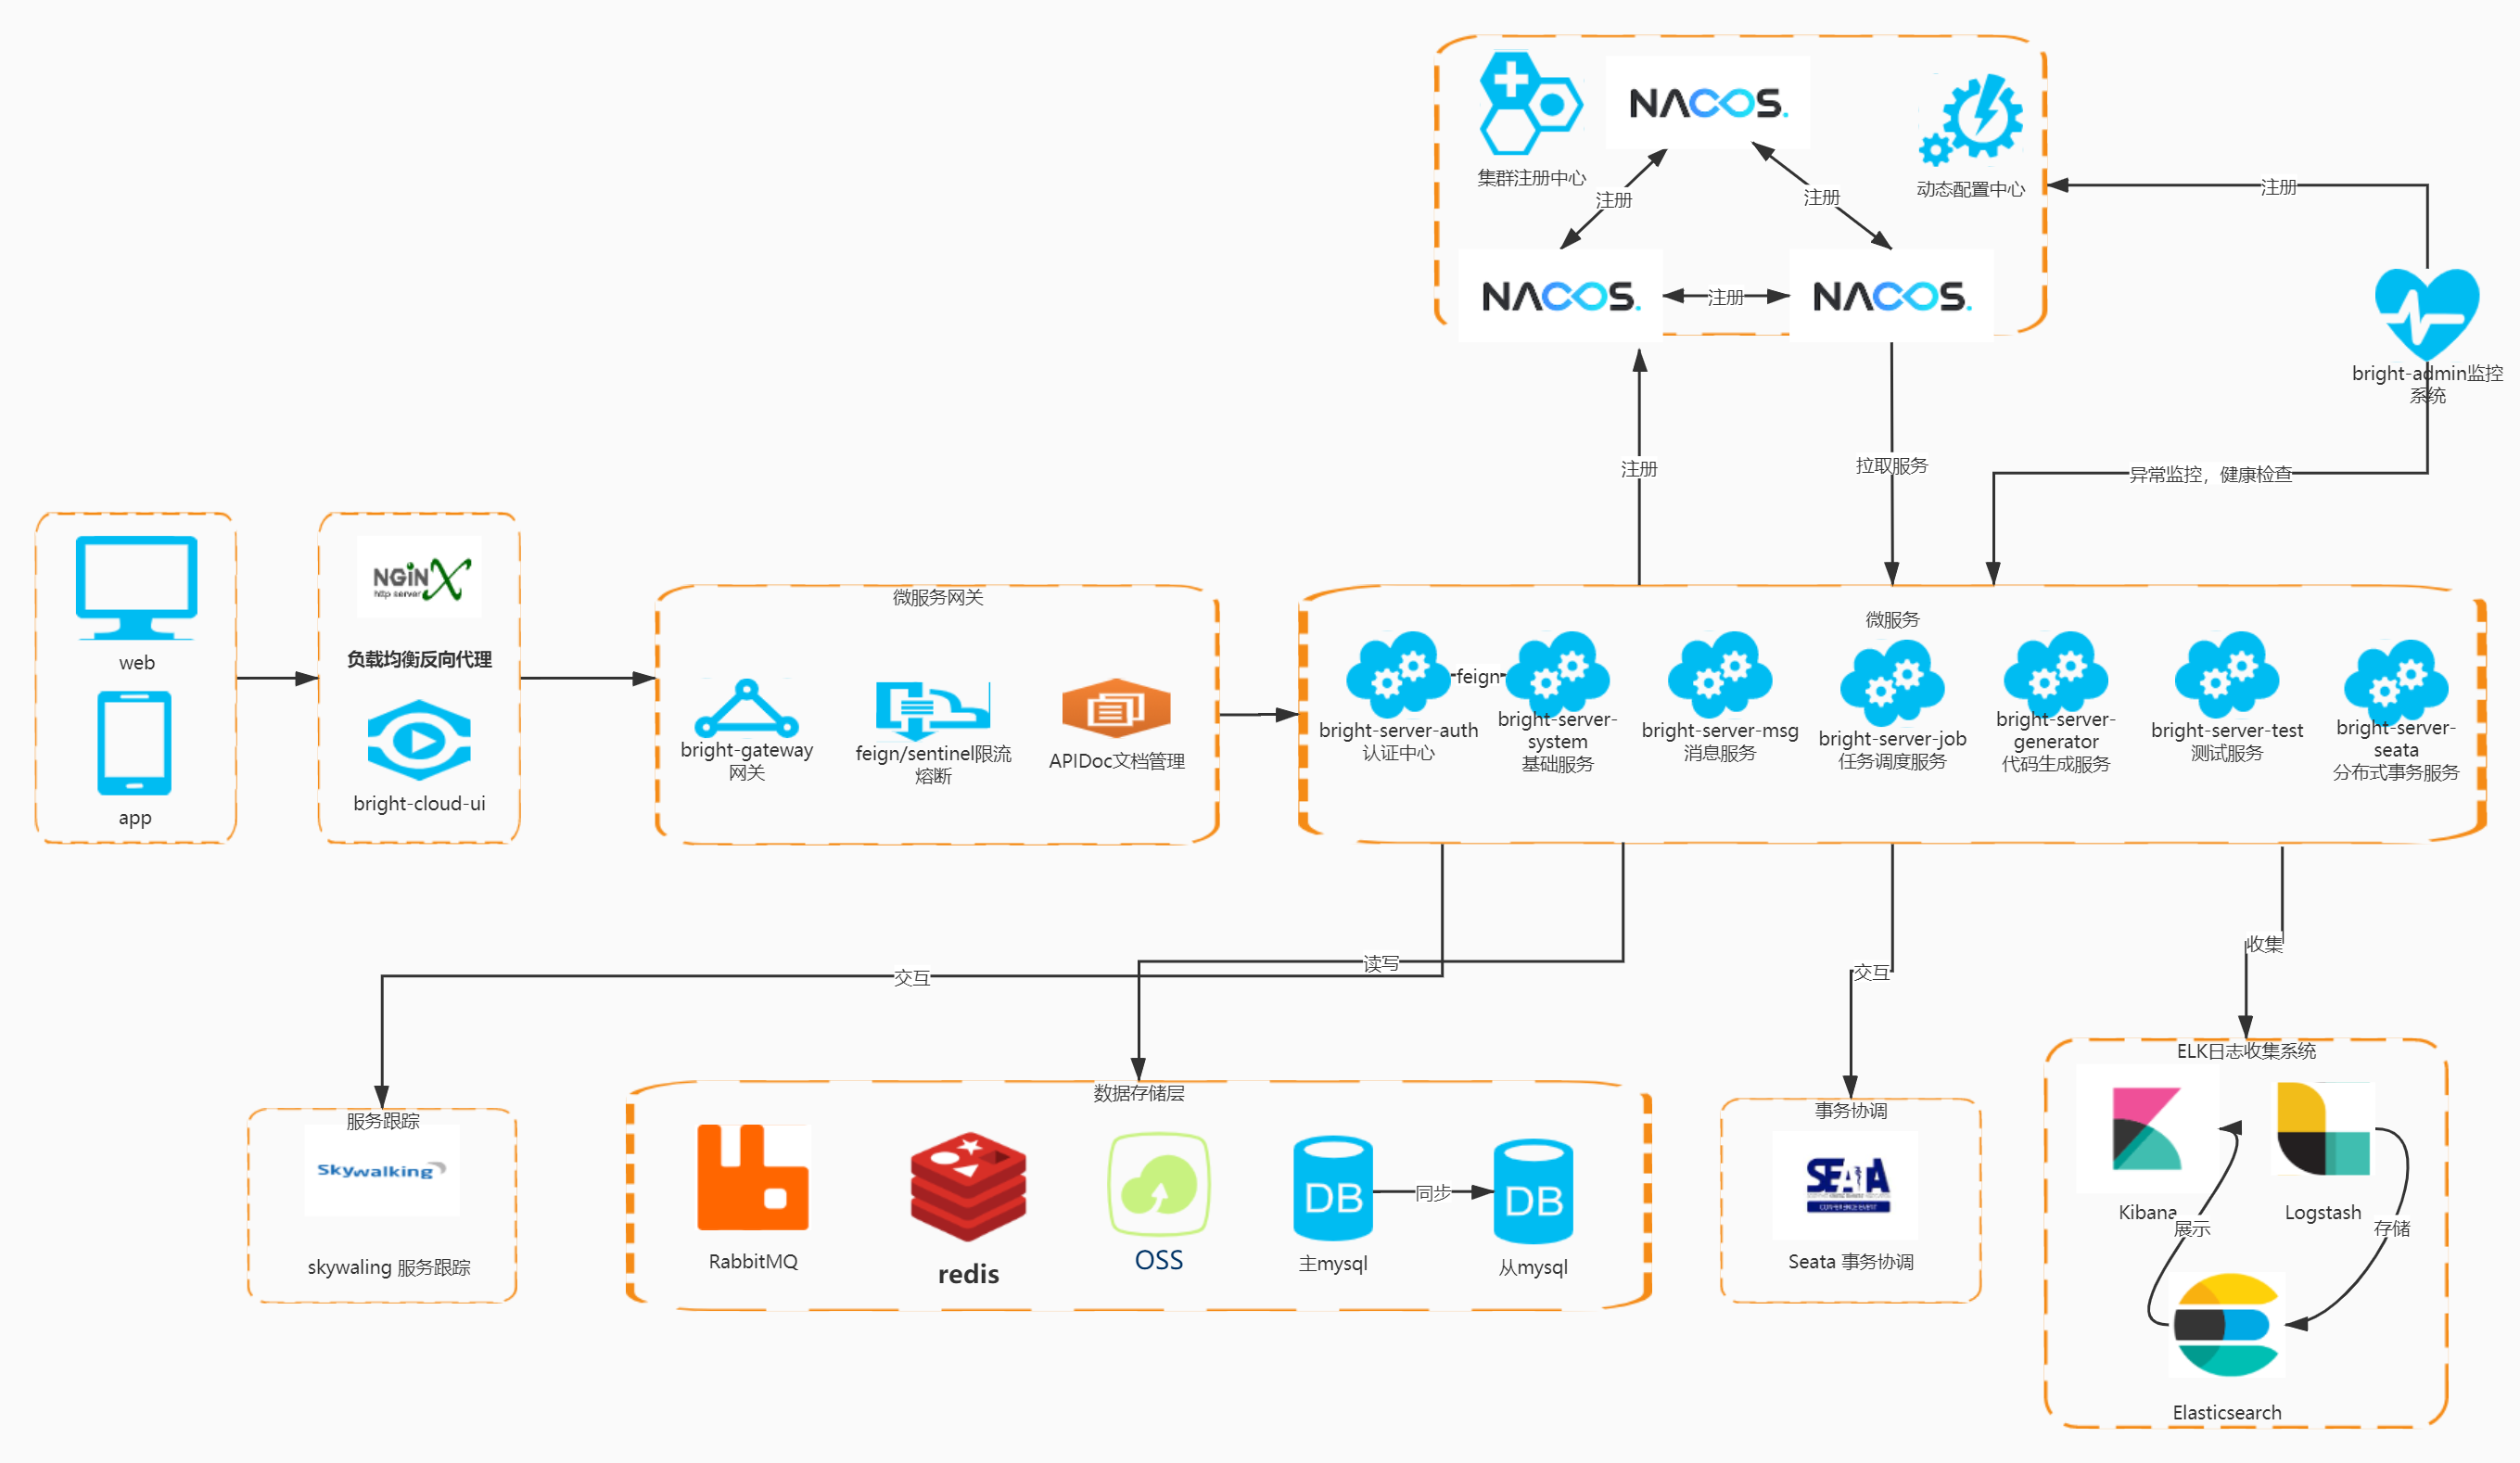 NACOS.
集群注册中心
动态配置中心
注册
注册
注册
NACOS.
注册
NACOS.
bright-admin监控
系统
注册
拉取服务
异常监控，健康检查
web
app
NGiNX
http server
负载均衡反向代理
bright-cloud-ui
微服务网关
bright-gateway
网关
feign/sentinel限流
熔断
APIDoc文档管理
微服务
feign
bright-server-auth
认证中心
bright-server-
system
基础服务
bright-server-msg
消息服务
bright-server-job
任务调度服务
bright-server-
generator
代码生成服务
bright-server-test
测试服务
bright-server-
seata
分布式事务服务
交互
读写
交互
收集
服务跟踪
Skywalking
skywaling 服务跟踪
数据存储层
RabbitMQ
redis
OSS
DB
主mysql
同步
DB
从mysql
事务协调
SEATA
Seata 事务协调
ELK日志收集系统
Kibana
Logstash
展示
存储
Elasticsearch